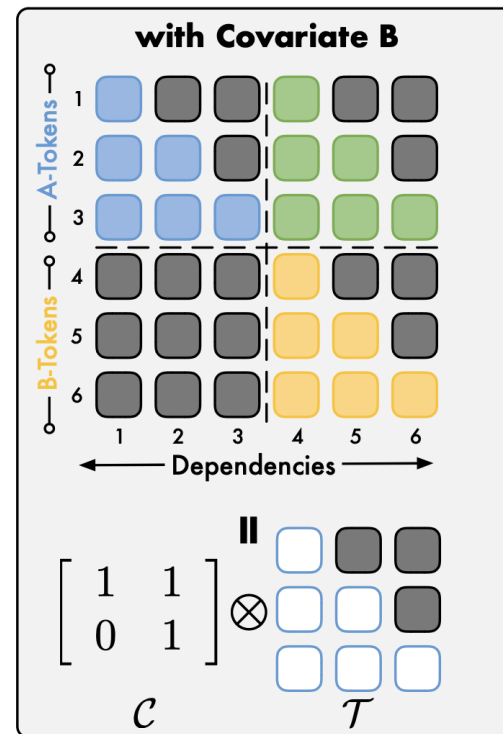 with Covariate B
A-Tokens
1
2
3
B-Tokens
4
5
6
1 2 3 4 5 6
Dependencies
=
1 1
0 1
⊗
C
T